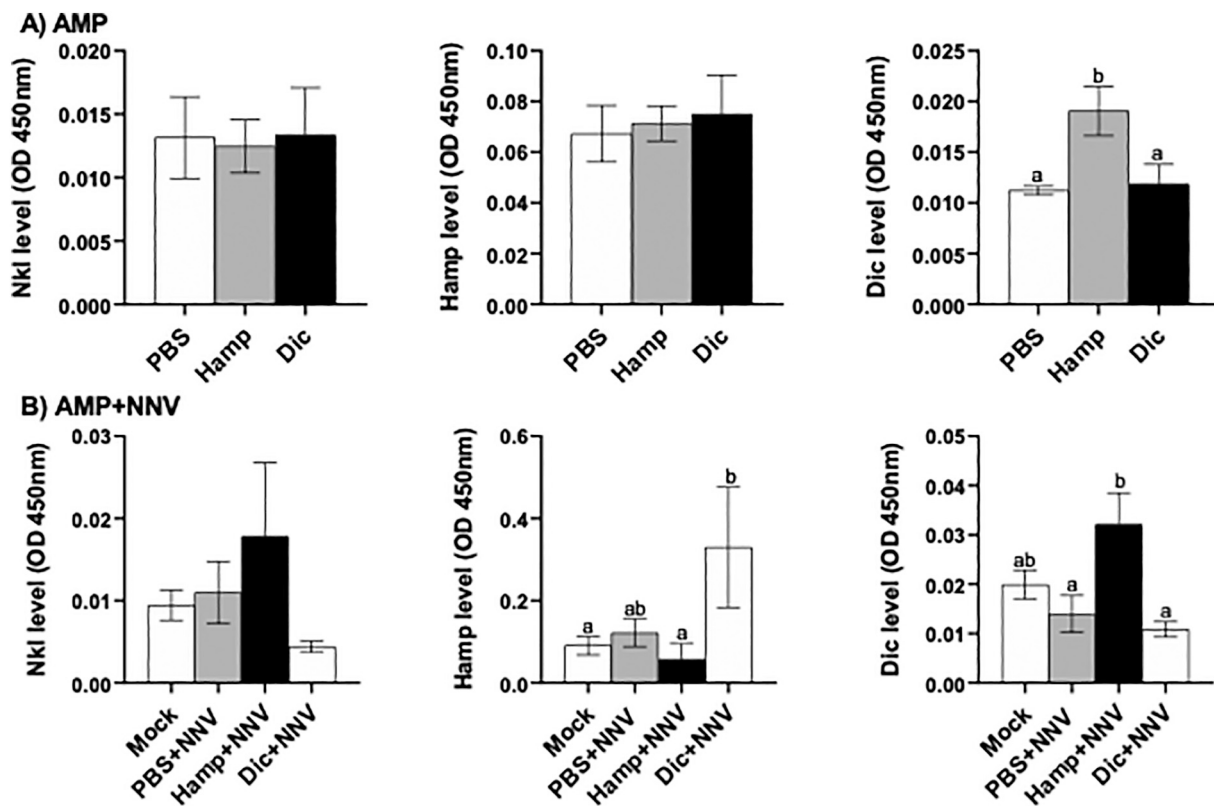 A) AMP
Nkl level (OD 450nm)
0.020
0.015
0.010
0.005
0.000
PBS
Hamp
Dic
Hamp level (OD 450nm)
0.10
0.08
0.06
0.04
0.02
0.00
PBS
Hamp
Dic
Dic level (OD 450nm)
0.025
0.020
0.015
0.010
0.005
0.000
a
b
a
PBS
Hamp
Dic
B) AMP+NNV
Nkl level (OD 450nm)
0.03
0.02
0.01
0.00
Mock
PBS+NNV
Hamp+NNV
Dic+NNV
Hamp level (OD 450nm)
0.6
0.4
0.2
0.0
a
ab
a
b
Mock
PBS+NNV
Hamp+NNV
Dic+NNV
Dic level (OD 450nm)
0.05
0.04
0.03
0.02
0.01
0.00
ab
a
b
a
Mock
PBS+NNV
Hamp+NNV
Dic+NNV